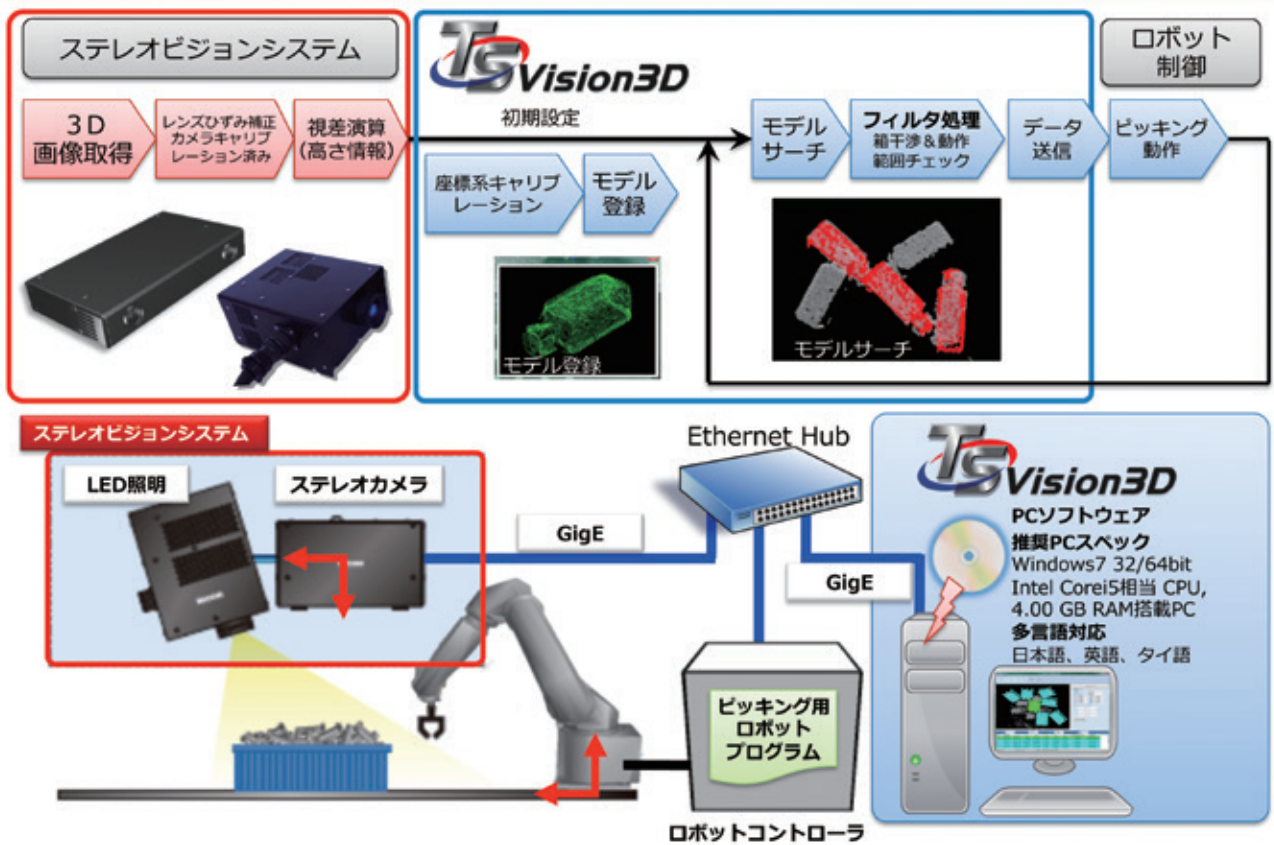 ステレオビジョンシステム
TSVision3D
ロボット
制御
3D
画像取得
レンズひずみ補正
カメラキャリブ
レーション済み
視差演算
(高さ情報)
初期設定
座標系キャリブ
レーション
モデル
登録
モデル
サーチ
フィルタ処理
箱干渉&動作
範囲チェック
データ
送信
ピッキング
動作
モデル登録
モデルサーチ
ステレオビジョンシステム
LED照明
ステレオカメラ
GigE
Ethernet Hub
GigE
TSVision3D
PCソフトウェア
推奨PCスペック
Windows7 32/64bit
Intel Corei5相当 CPU,
4.00 GB RAM搭載PC
多言語対応
日本語、英語、タイ語
ピッキング用
ロボット
プログラム
ロボットコントローラ